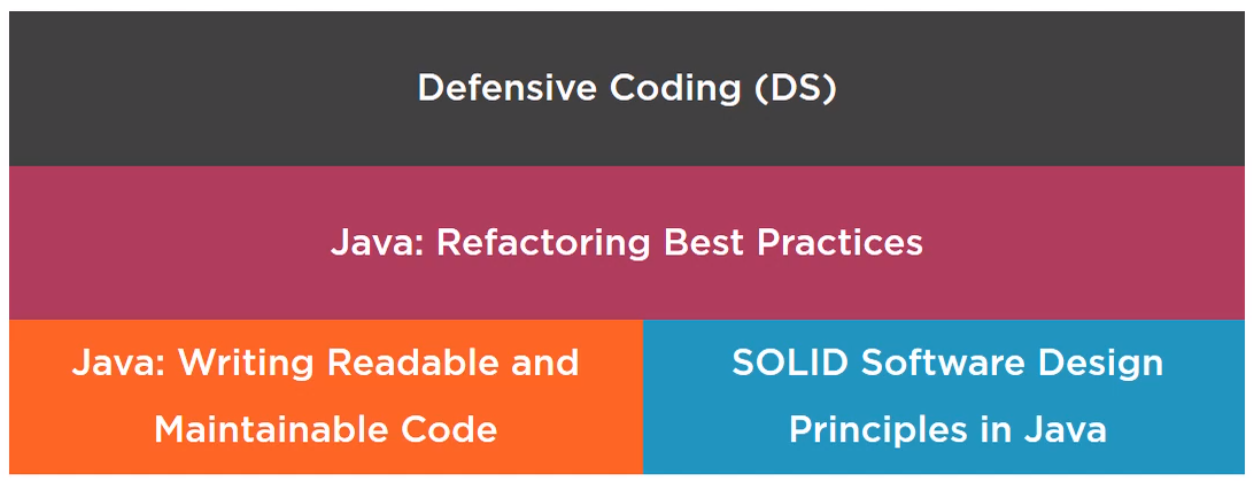 Defensive Coding (DS)
Java: Refactoring Best Practices
Java: Writing Readable and
Maintainable Code
SOLID Software Design
Principles in Java